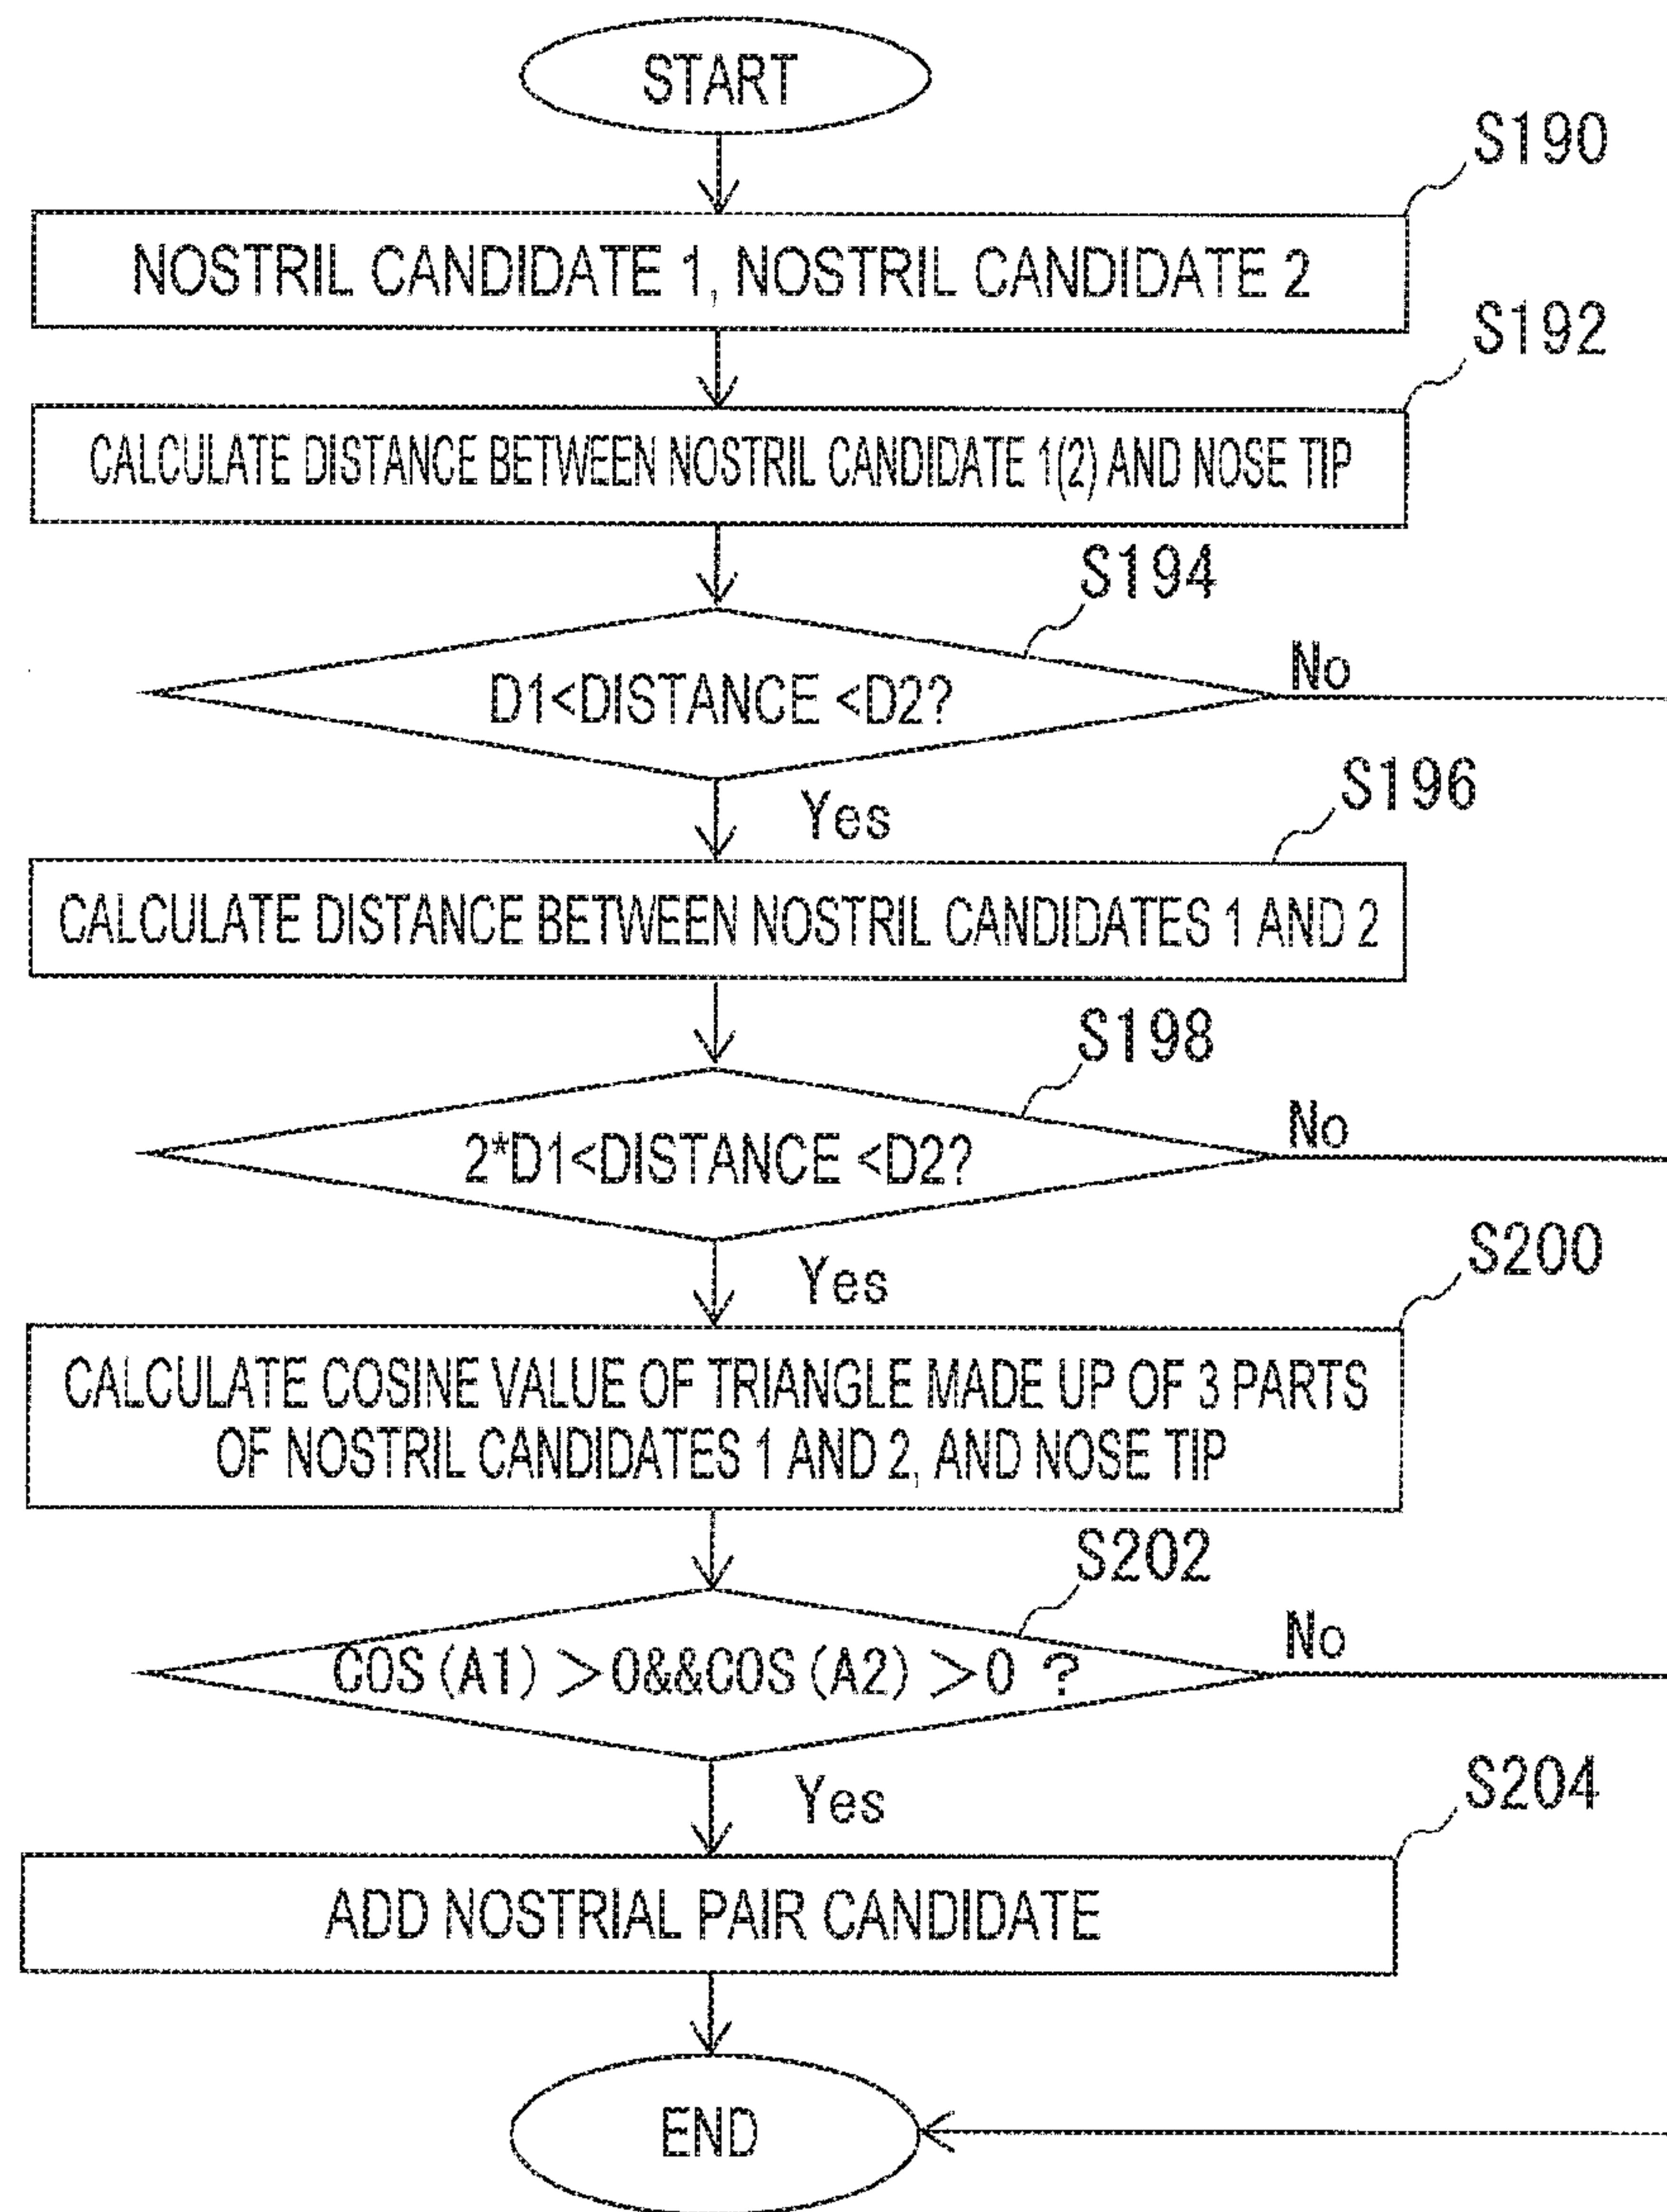 START
S190
NOSTRIL CANDIDATE 1, NOSTRIL CANDIDATE 2
S192
CALCULATE DISTANCE BETWEEN NOSTRIL CANDIDATE 1(2) AND NOSE TIP
S194
D1<DISTANCE <D2?
No
Yes
S196
CALCULATE DISTANCE BETWEEN NOSTRIL CANDIDATES 1 AND 2
S198
2*D1<DISTANCE <D2?
No
Yes
S200
CALCULATE COSINE VALUE OF TRIANGLE MADE UP OF 3 PARTS
OF NOSTRIL CANDIDATES 1 AND 2, AND NOSE TIP
S202
COS(A1) >0&&COS(A2) >0 ?
No
Yes
S204
ADD NOSTRIAL PAIR CANDIDATE
END